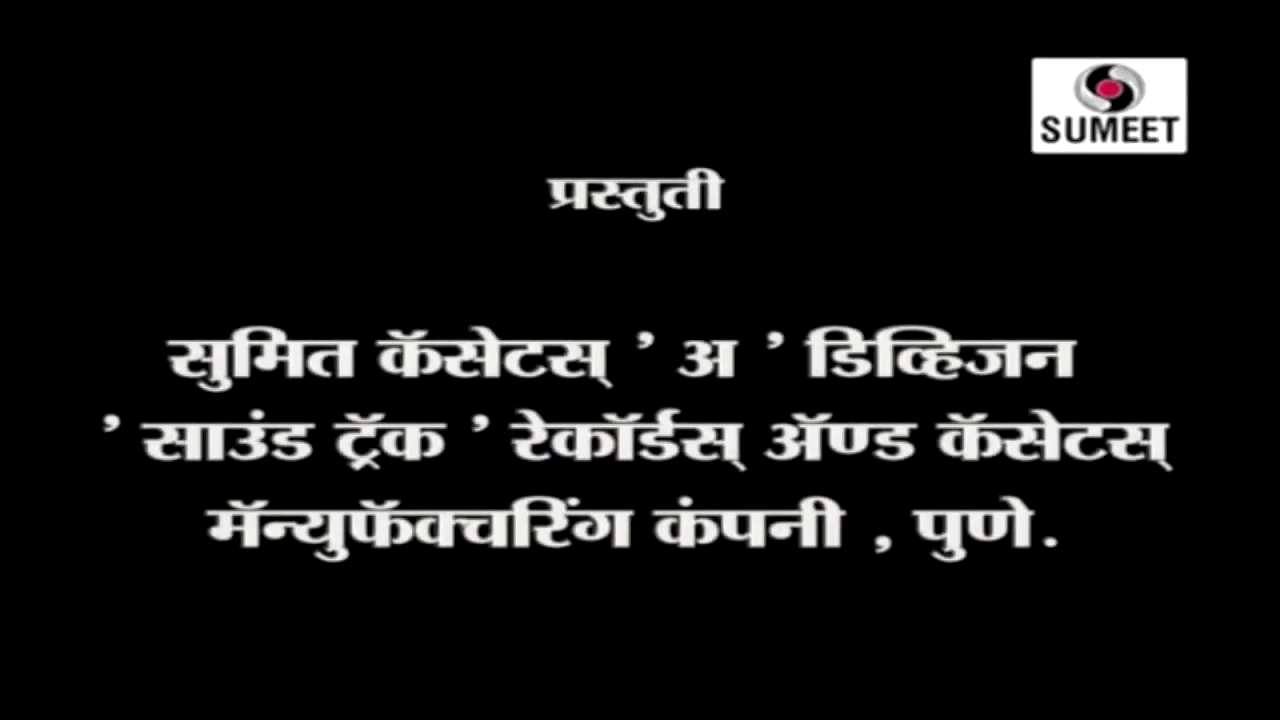 SUMEET
प्रस्तुती
सुमित कॅसेटस् ’ अ ’ डिव्हिजन
’ साउंड ट्रॅक ’ रेकॉर्डस् ॲण्ड कॅसेटस्
मॅन्युफॅक्चरिंग कंपनी , पुणे.